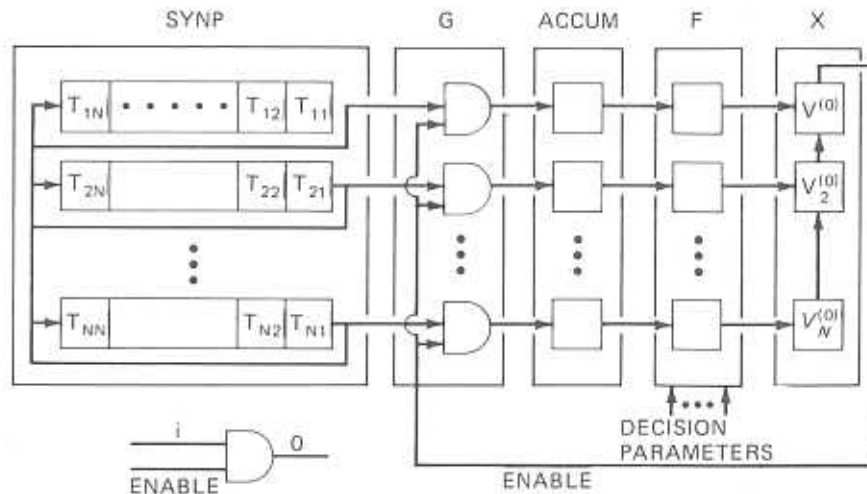 SYNP G ACCUM F X
T1N T12 T11 V(0)
T2N T22 T21 V2(0)
TNN TN2 TN1 VN(0)
i 0
ENABLE
DECISION
PARAMETERS
ENABLE